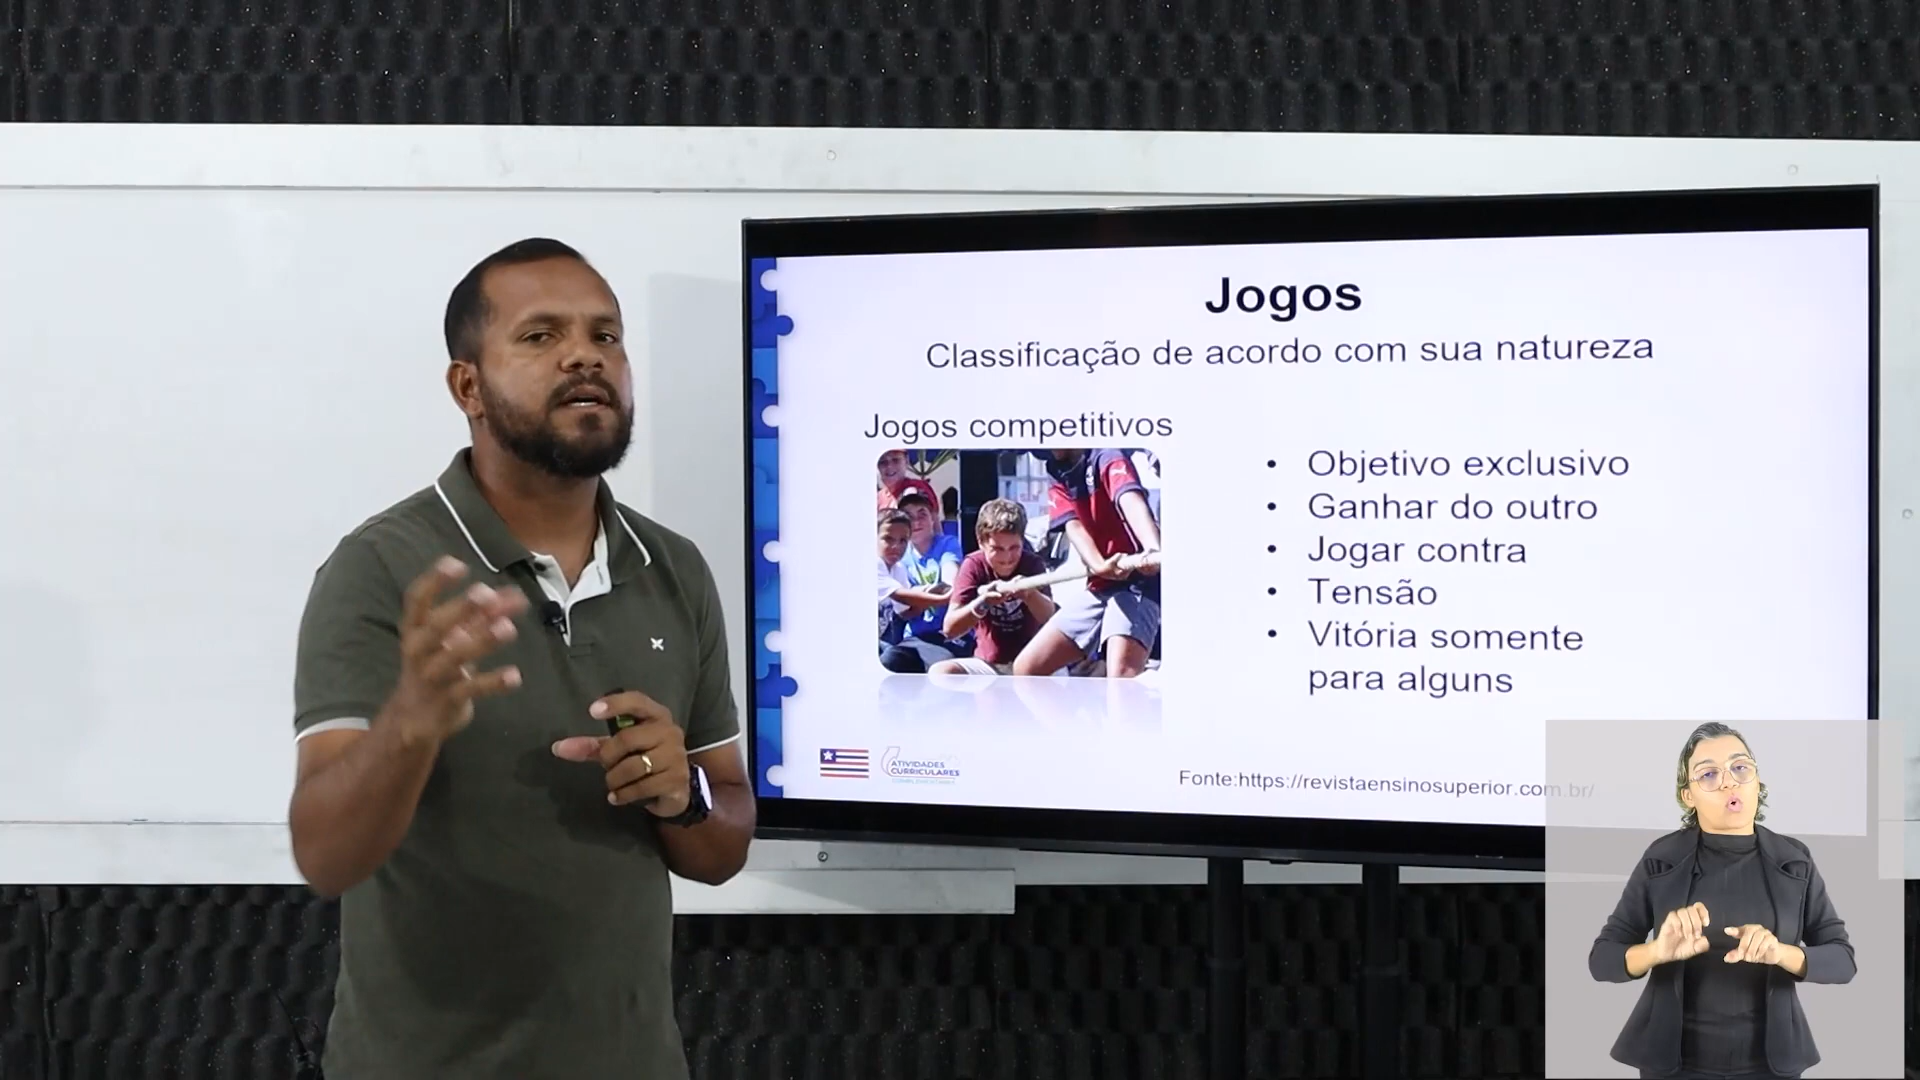 Jogos
Classificação de acordo com sua natureza
Jogos competitivos
• Objetivo exclusivo
• Ganhar do outro
• Jogar contra
• Tensão
• Vitória somente
para alguns
ATIVIDADES
CURRICULARES
Fonte:https://revistaensinosuperior.com.br/